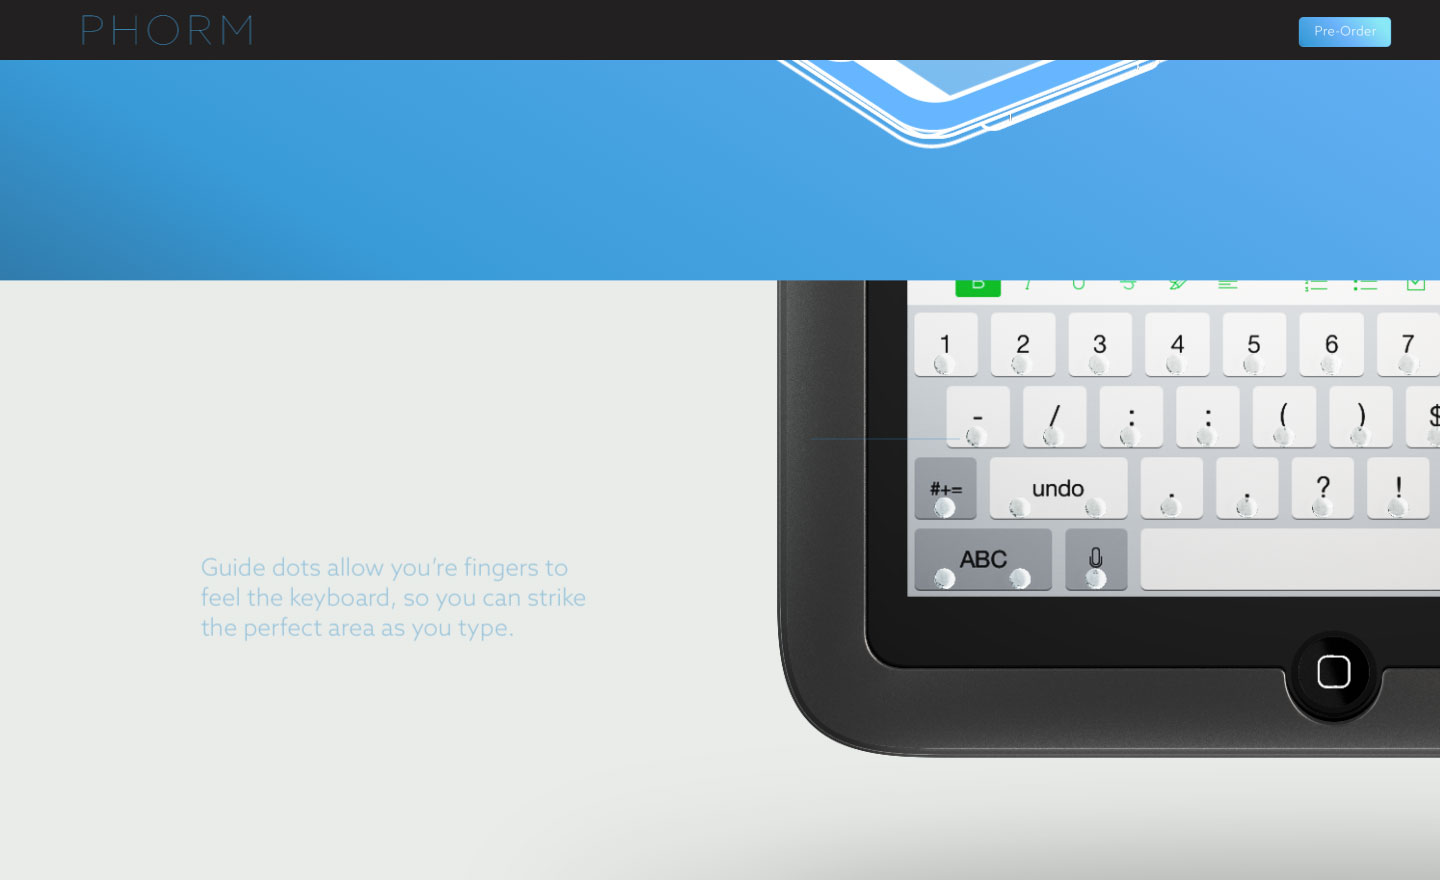 PHORM
Pre-Order
B I U S
1 2 3 4 5 6 7
- / : : ( ) $
#+= undo . , ? !
ABC
Guide dots allow you're fingers to
feel the keyboard, so you can strike
the perfect area as you type.